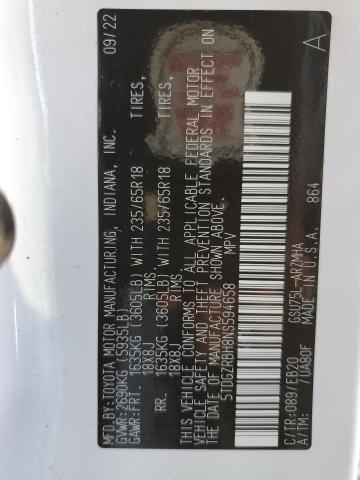 MFD. BY: TOYOTA MOTOR MANUFACTURING, INDIANA, INC. 09/22
GVWR: 2690KG (5935LB)
GAWR: FRT. 1635KG (3605LB) WITH 235/65R18 TIRES,
18X8J RIMS.
RR. 1635KG (3605LB) WITH 235/65R18 TIRES,
18X8J RIMS.
THIS VEHICLE CONFORMS TO ALL APPLICABLE FEDERAL MOTOR
VEHICLE SAFETY AND THEFT PREVENTION STANDARDS IN EFFECT ON
THE DATE OF MANUFACTURE SHOWN ABOVE.
5TDGZRBH8NS594658 MPV
C/TR: 089/EB20 GSU75L-ARZMHA
A/TM: /UA80F MADE IN U.S.A. 864
A